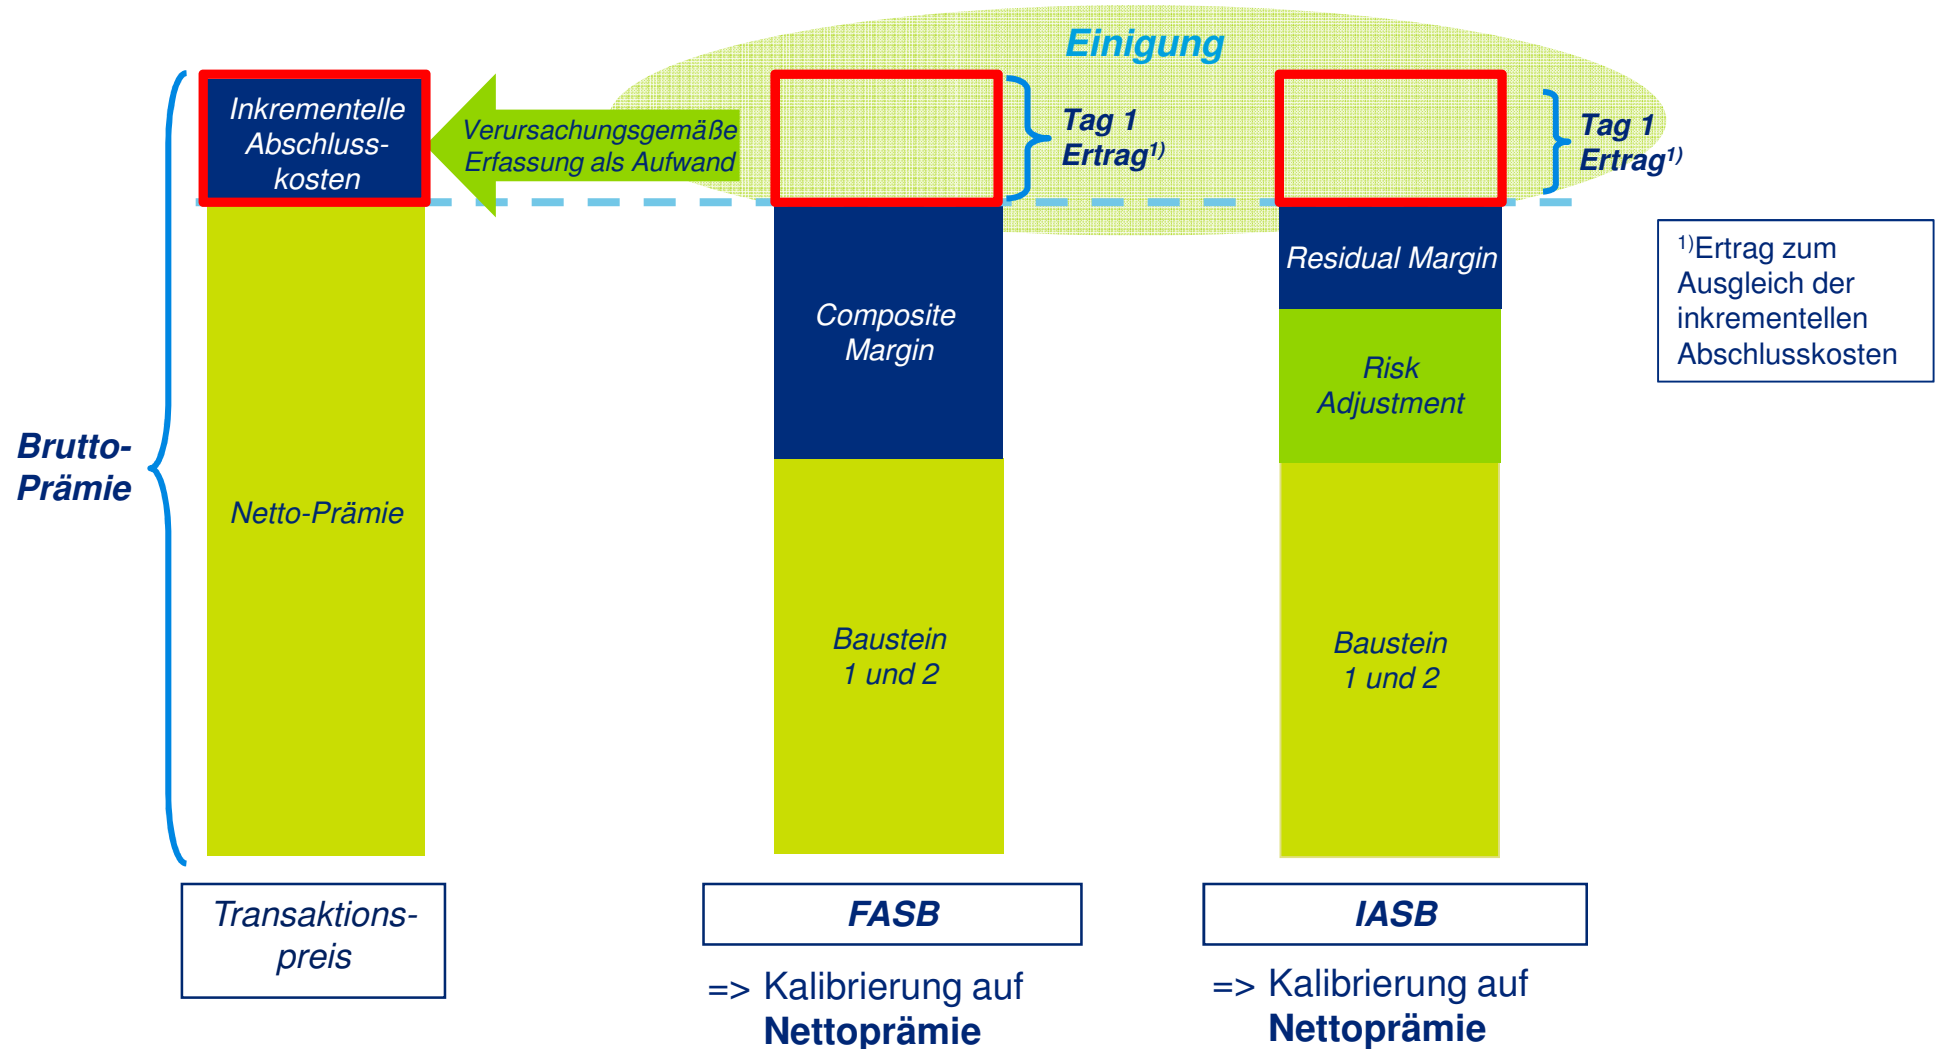 Einigung
Inkrementelle
Abschluss-
kosten
Verursachungsgemäße
Erfassung als Aufwand
Tag 1
Ertrag1)
Tag 1
Ertrag1)
1)Ertrag zum
Ausgleich der
inkrementellen
Abschlusskosten
Brutto-
Prämie
Netto-Prämie
Composite
Margin
Baustein
1 und 2
Residual Margin
Risk
Adjustment
Baustein
1 und 2
Transaktions-
preis
FASB
=> Kalibrierung auf
Nettoprämie
IASB
=> Kalibrierung auf
Nettoprämie